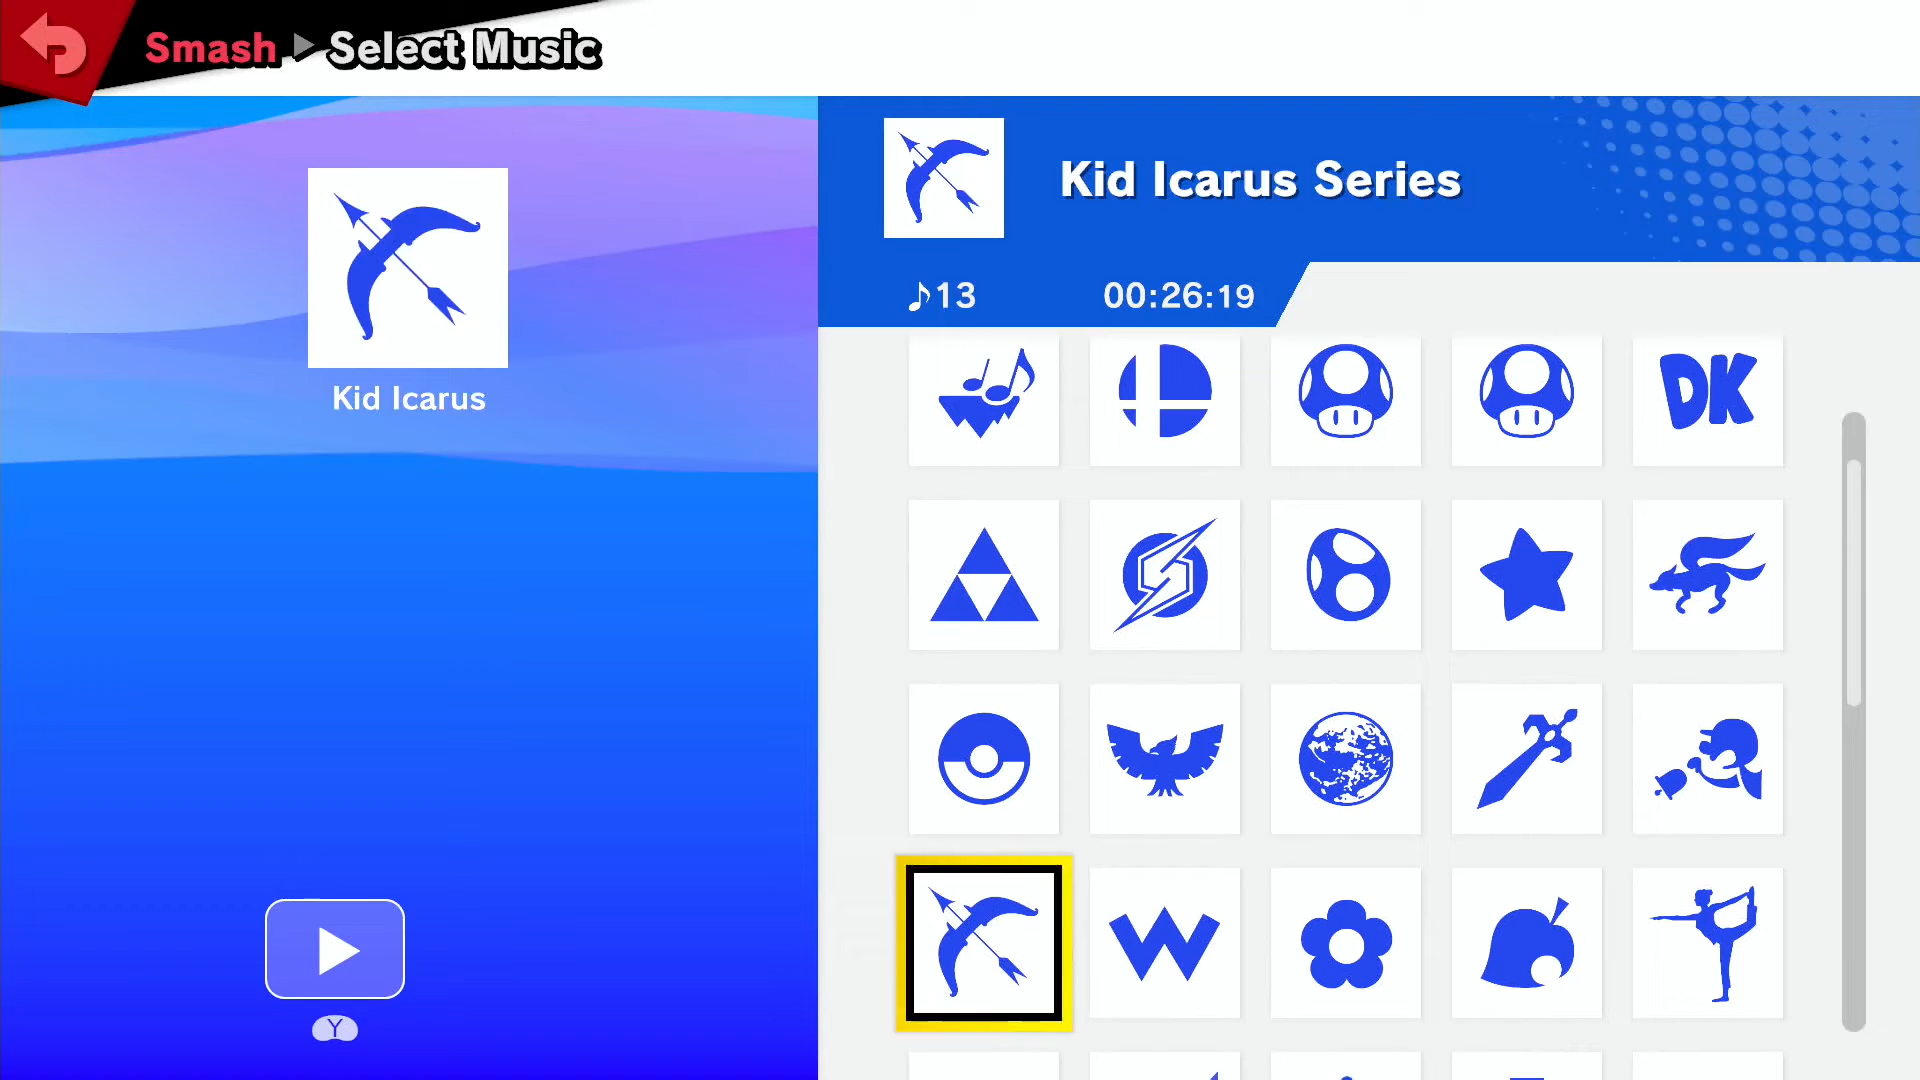 Smash ▶ Select Music
Kid Icarus
Kid Icarus Series
♪13 00:26:19
DK
W
Y